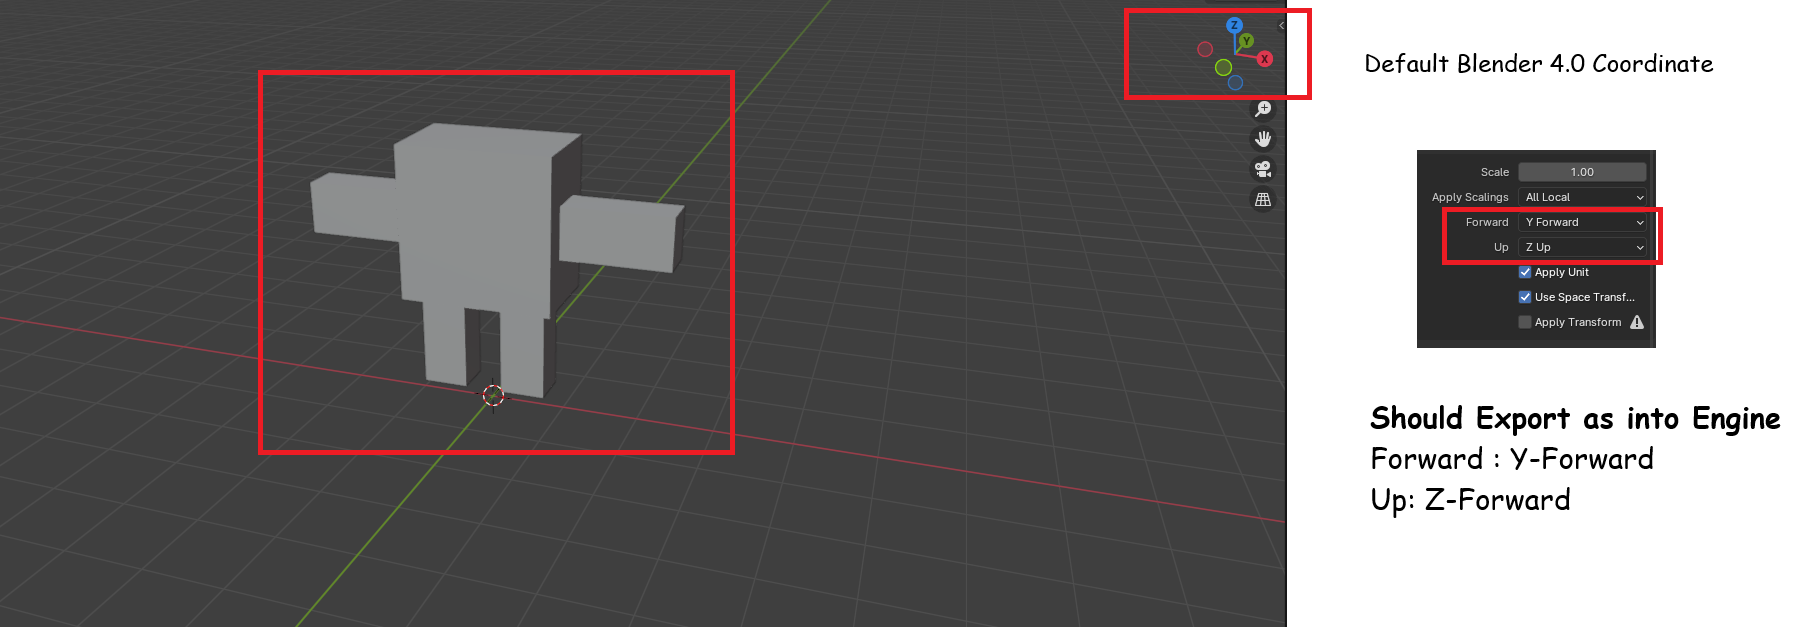 Z
Y
X
Default Blender 4.0 Coordinate
Scale 1.00
Apply Scalings All Local
Forward Y Forward
Up Z Up
Apply Unit
Use Space Transf...
Apply Transform
Should Export as into Engine
Forward : Y-Forward
Up: Z-Forward